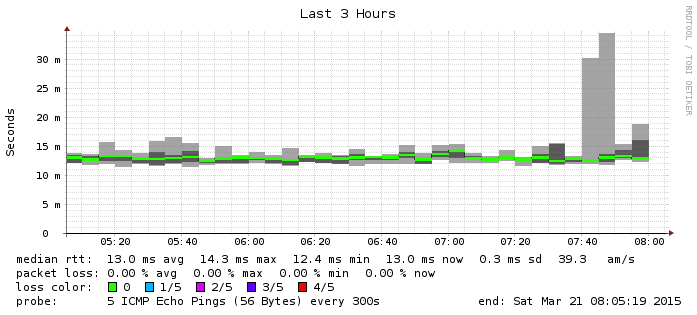 Last 3 Hours
RRDTOOL / TOBI OETIKER
Seconds
30 m
25 m
20 m
15 m
10 m
5 m
0
05:20 05:40 06:00 06:20 06:40 07:00 07:20 07:40 08:00
median rtt: 13.0 ms avg 14.3 ms max 12.4 ms min 13.0 ms now 0.3 ms sd 39.3 am/s
packet loss: 0.00 % avg 0.00 % max 0.00 % min 0.00 % now
loss color: 0 1/5 2/5 3/5 4/5
probe: 5 ICMP Echo Pings (56 Bytes) every 300s end: Sat Mar 21 08:05:19 2015